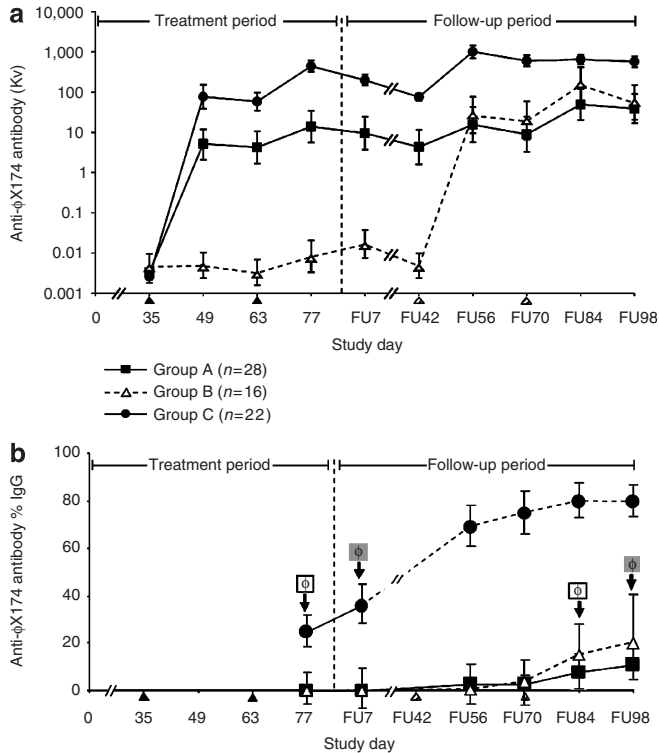 a
Treatment period
Follow-up period
10,000
1,000
100
10
1
0.1
0.01
0.001
Anti-ϕX174 antibody (Kv)
0 35 49 63 77 FU7 FU42 FU56 FU70 FU84 FU98
Study day
Group A (n=28)
Group B (n=16)
Group C (n=22)
b
Treatment period
Follow-up period
100
80
60
40
20
0
Anti-ϕX174 antibody % IgG
ϕ
ϕ
ϕ
ϕ
0 35 49 63 77 FU7 FU42 FU56 FU70 FU84 FU98
Study day